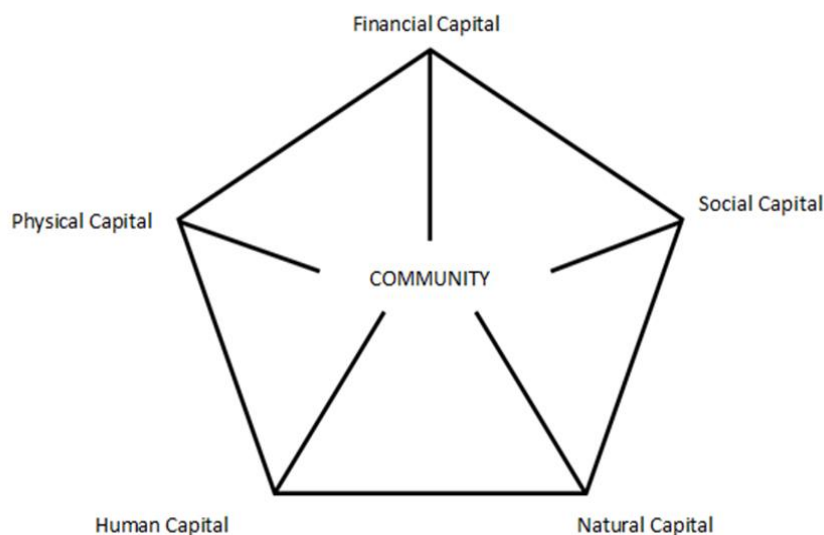 Financial Capital
Social Capital
Physical Capital
COMMUNITY
Human Capital
Natural Capital